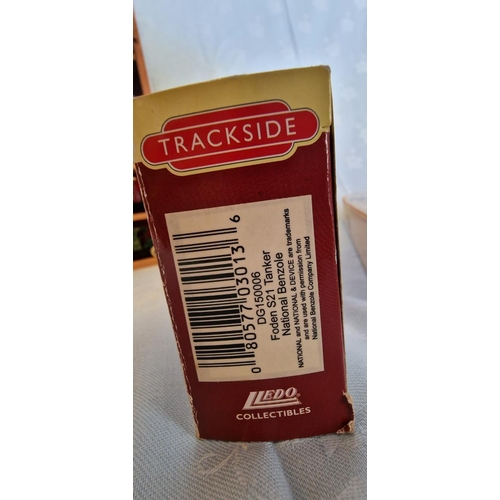 TRACKSIDE
0 80577 03013 6
DG150006
Foden S21 Tanker
National Benzole
NATIONAL and NATIONAL & DEVICE are trademarks
and are used with permission from
National Benzole Company Limited
LLEDO
COLLECTIBLES